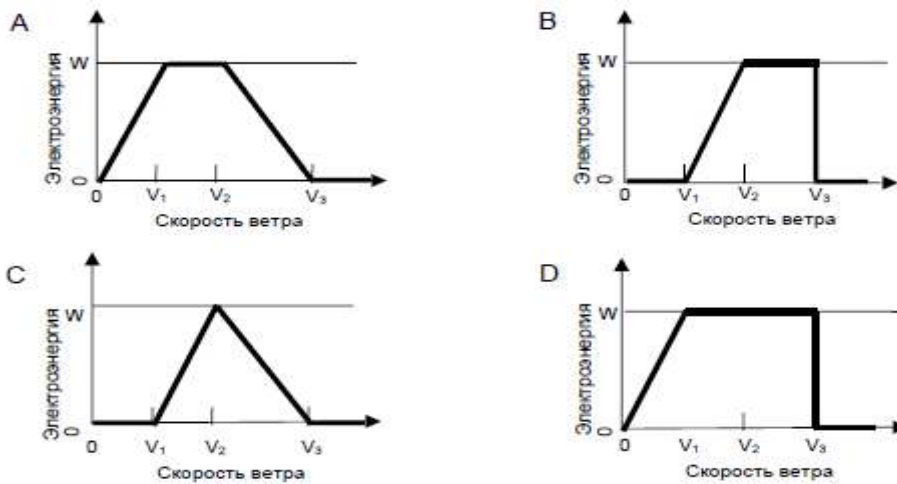 A
Электроэнергия
W
0
0
V₁
V₂
V₃
Скорость ветра
B
Электроэнергия
W
0
0
V₁
V₂
V₃
Скорость ветра
C
Электроэнергия
W
0
0
V₁
V₂
V₃
Скорость ветра
D
Электроэнергия
W
0
0
V₁
V₂
V₃
Скорость ветра